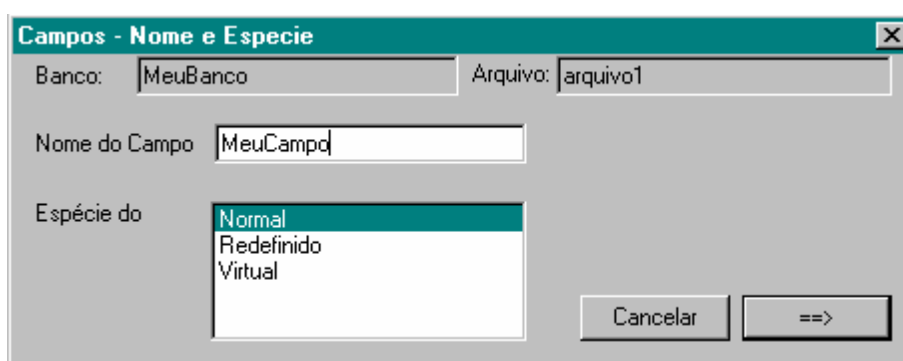 Campos - Nome e Especie
Banco: MeuBanco Arquivo: arquivo1
Nome do Campo MeuCampo
Espécie do Normal
Redefinido
Virtual
Cancelar ==>